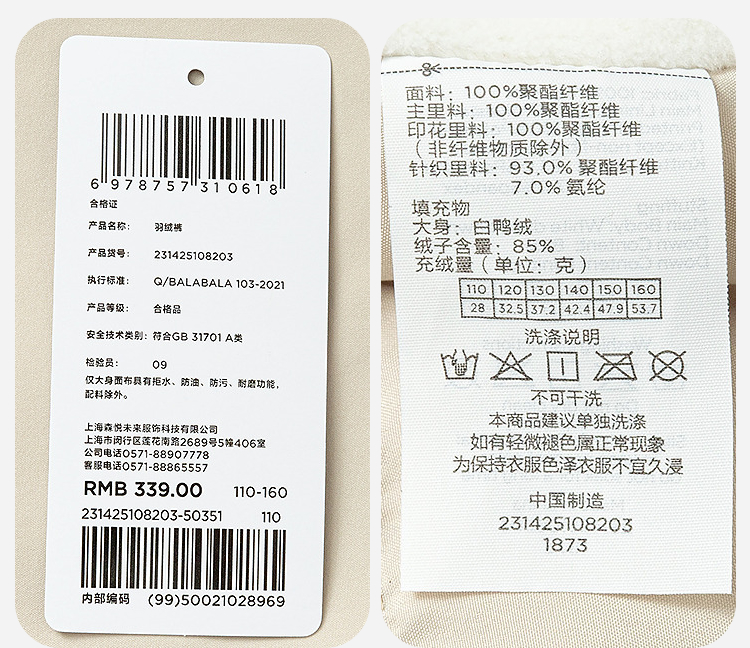 6 978757 310618
合格证
产品名称： 羽绒裤
产品货号： 231425108203
执行标准： Q/BALABALA 103-2021
产品等级： 合格品
安全技术类别：符合GB 31701 A类
检验员： 09
仅大身面布具有拒水、防油、防污、耐磨功能，
配料除外。
上海森悦未来服饰科技有限公司
上海市闵行区莲花南路2689号5幢406室
公司电话0571-88907778
客服电话0571-88865557
RMB 339.00 110-160
231425108203-50351 110
内部编码 (99)50021028969
面料：100%聚酯纤维
主里料：100%聚酯纤维
印花里料：100%聚酯纤维
（非纤维物质除外）
针织里料：93.0% 聚酯纤维
7.0% 氨纶
填充物
大身：白鸭绒
绒子含量：85%
充绒量（单位：克）
110 120 130 140 150 160
28 32.5 37.2 42.4 47.9 53.7
洗涤说明
不可干洗
本商品建议单独洗涤
如有轻微褪色属正常现象
为保持衣服色泽衣服不宜久浸
中国制造
231425108203
1873